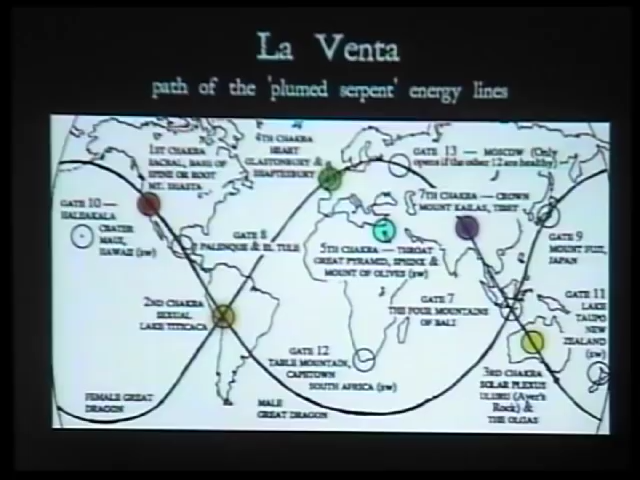 La Venta
path of the 'plumed serpent' energy lines
1ST CHAKRA
SACRAL, BASE OF
SPINE OR ROOT
MT. SHASTA
4TH CHAKRA
HEART
GLASTONBURY &
SHAFTESBURY
GATE 13 — MOSCOW (Only
opens if the other 12 are healthy)
7TH CHAKRA — CROWN
MOUNT KAILAS, TIBET
GATE 10 —
HALEAKALA
CRATER
MAUI,
HAWAII (sw)
GATE 8
PALENQUE & EL TULE
5TH CHAKRA — THROAT
GREAT PYRAMID, SPHINX &
MOUNT OF OLIVES (sw)
GATE 9
MOUNT FUJI,
JAPAN
2ND CHAKRA
SEXUAL
LAKE TITICACA
GATE 7
THE FOUR MOUNTAINS
OF BALI
GATE 11
LAKE
TAUPO
NEW
ZEALAND
(sw)
GATE 12
TABLE MOUNTAIN,
CAPETOWN
SOUTH AFRICA (sw)
3RD CHAKRA
SOLAR PLEXUS
ULURU (Ayer's
Rock) &
THE OLGAS
FEMALE GREAT
DRAGON
MALE
GREAT DRAGON